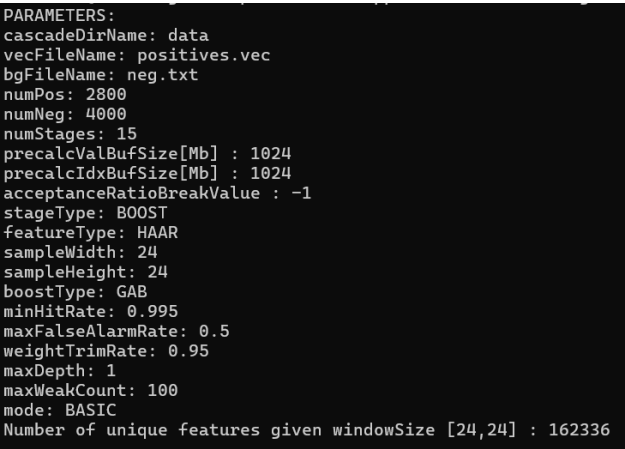 PARAMETERS:
cascadeDirName: data
vecFileName: positives.vec
bgFileName: neg.txt
numPos: 2800
numNeg: 4000
numStages: 15
precalcValBufSize[Mb] : 1024
precalcIdxBufSize[Mb] : 1024
acceptanceRatioBreakValue : -1
stageType: BOOST
featureType: HAAR
sampleWidth: 24
sampleHeight: 24
boostType: GAB
minHitRate: 0.995
maxFalseAlarmRate: 0.5
weightTrimRate: 0.95
maxDepth: 1
maxWeakCount: 100
mode: BASIC
Number of unique features given windowSize [24,24] : 162336